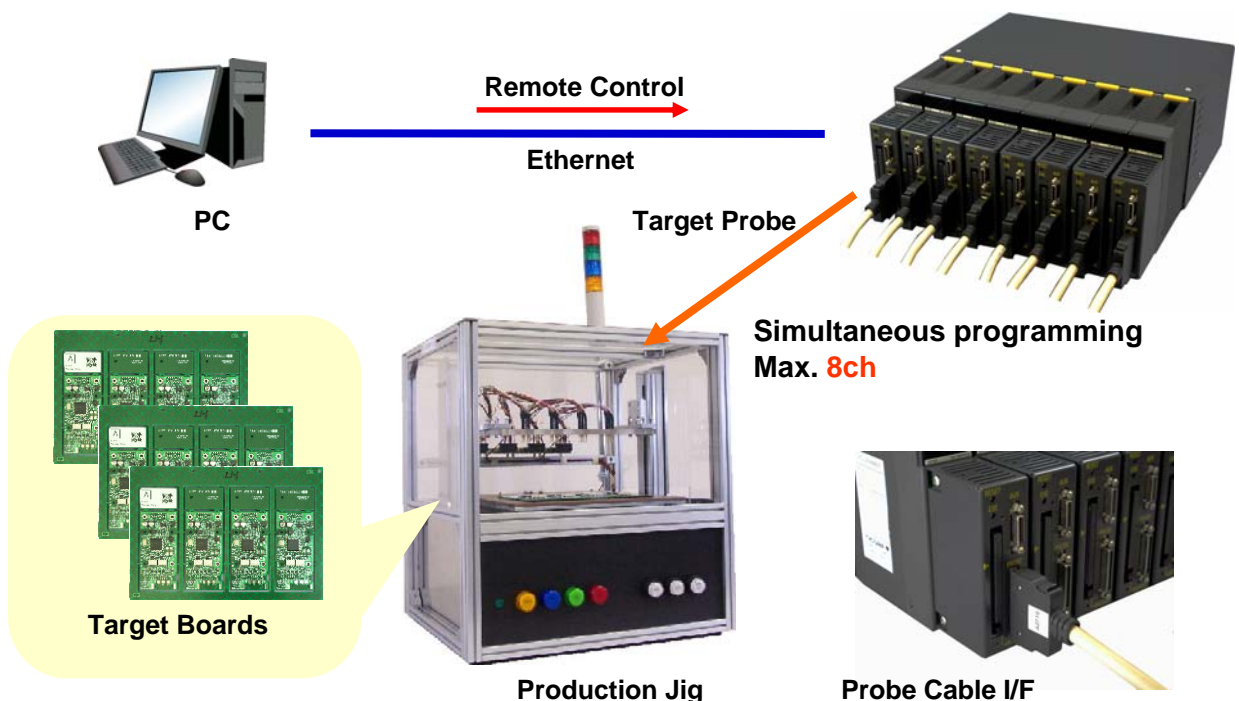 Remote Control
Ethernet
PC
Target Probe
Simultaneous programming
Max. 8ch
Target Boards
Production Jig
Probe Cable I/F